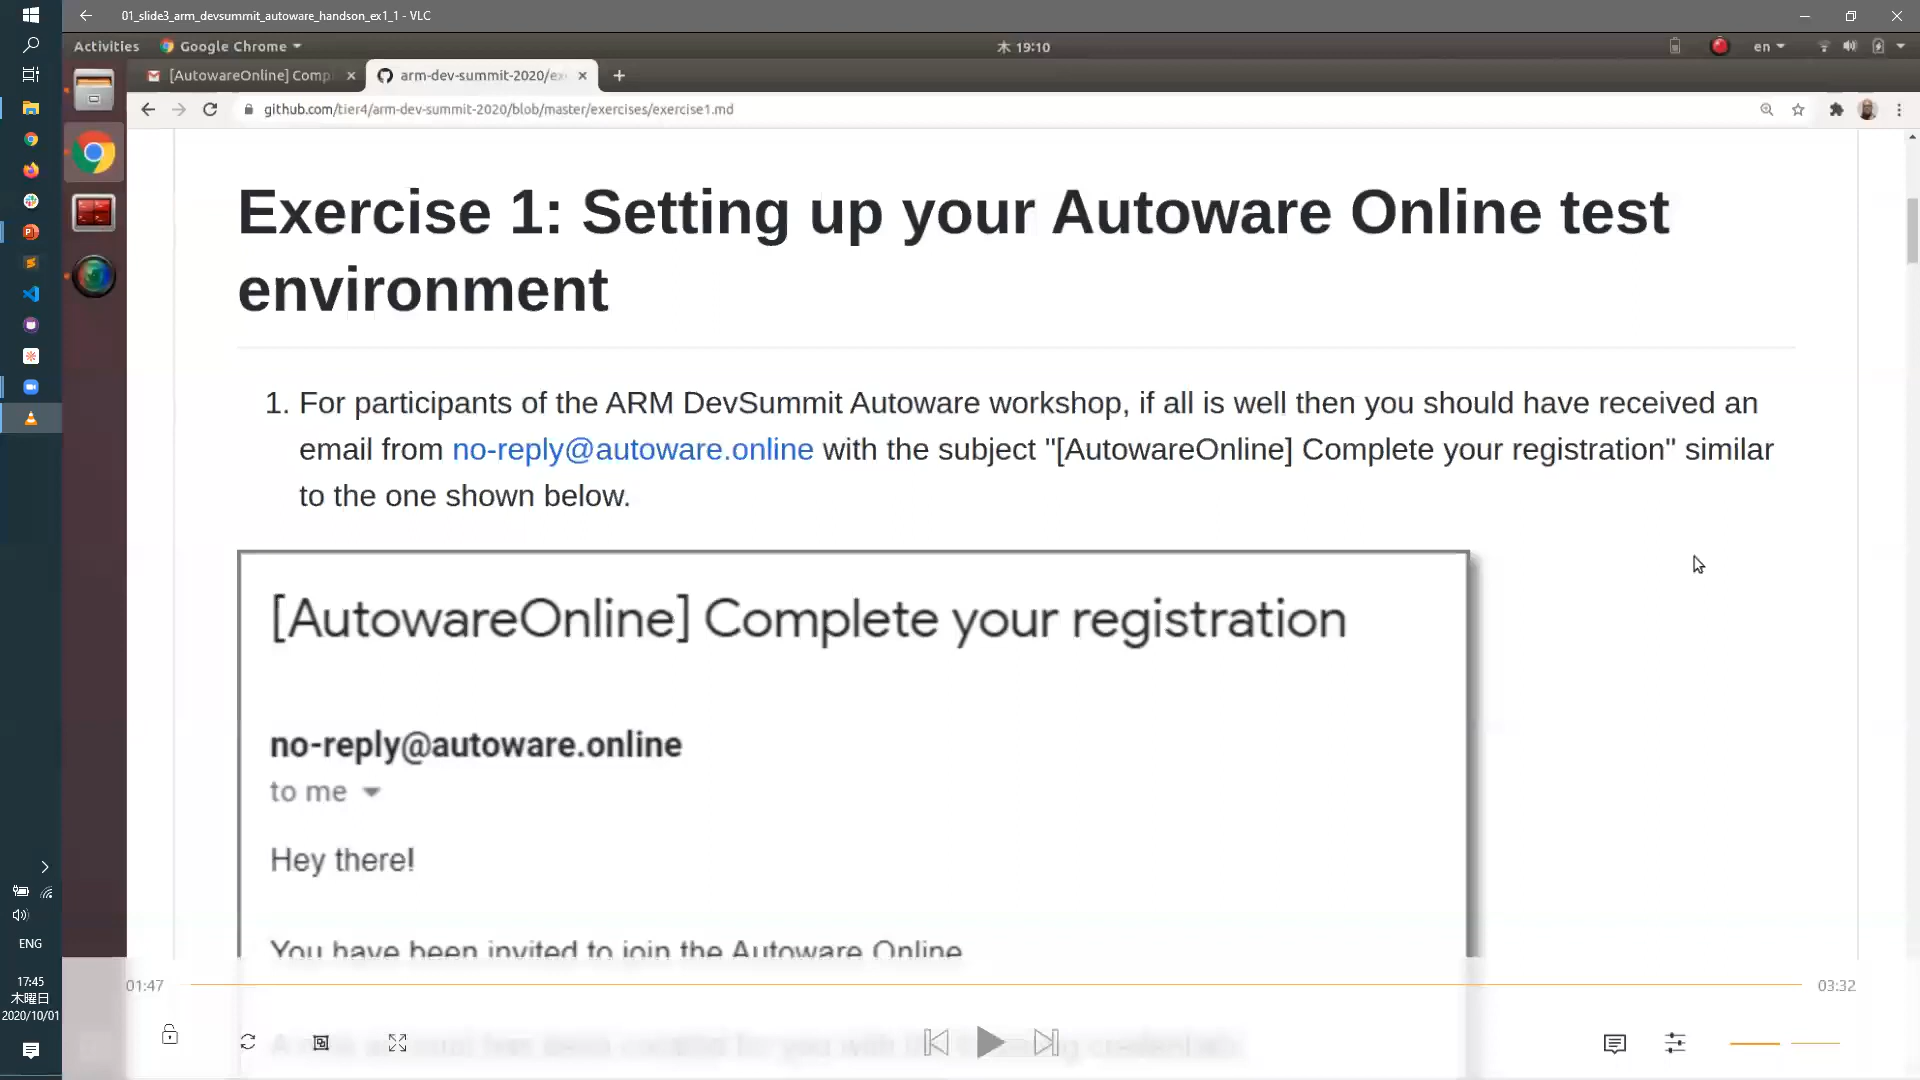 01_slide3_arm_devsummit_autoware_handson_ex1_1 - VLC
Activities
Google Chrome
木 19:10
en
[AutowareOnline] Comp
arm-dev-summit-2020/ex
github.com/tier4/arm-dev-summit-2020/blob/master/exercises/exercise1.md
Exercise 1: Setting up your Autoware Online test
environment
1. For participants of the ARM DevSummit Autoware workshop, if all is well then you should have received an
email from no-reply@autoware.online with the subject "[AutowareOnline] Complete your registration" similar
to the one shown below.
[AutowareOnline] Complete your registration
no-reply@autoware.online
to me
Hey there!
You have been invited to join the Autoware Online
01:47
03:32
ENG
17:45
木曜日
2020/10/01